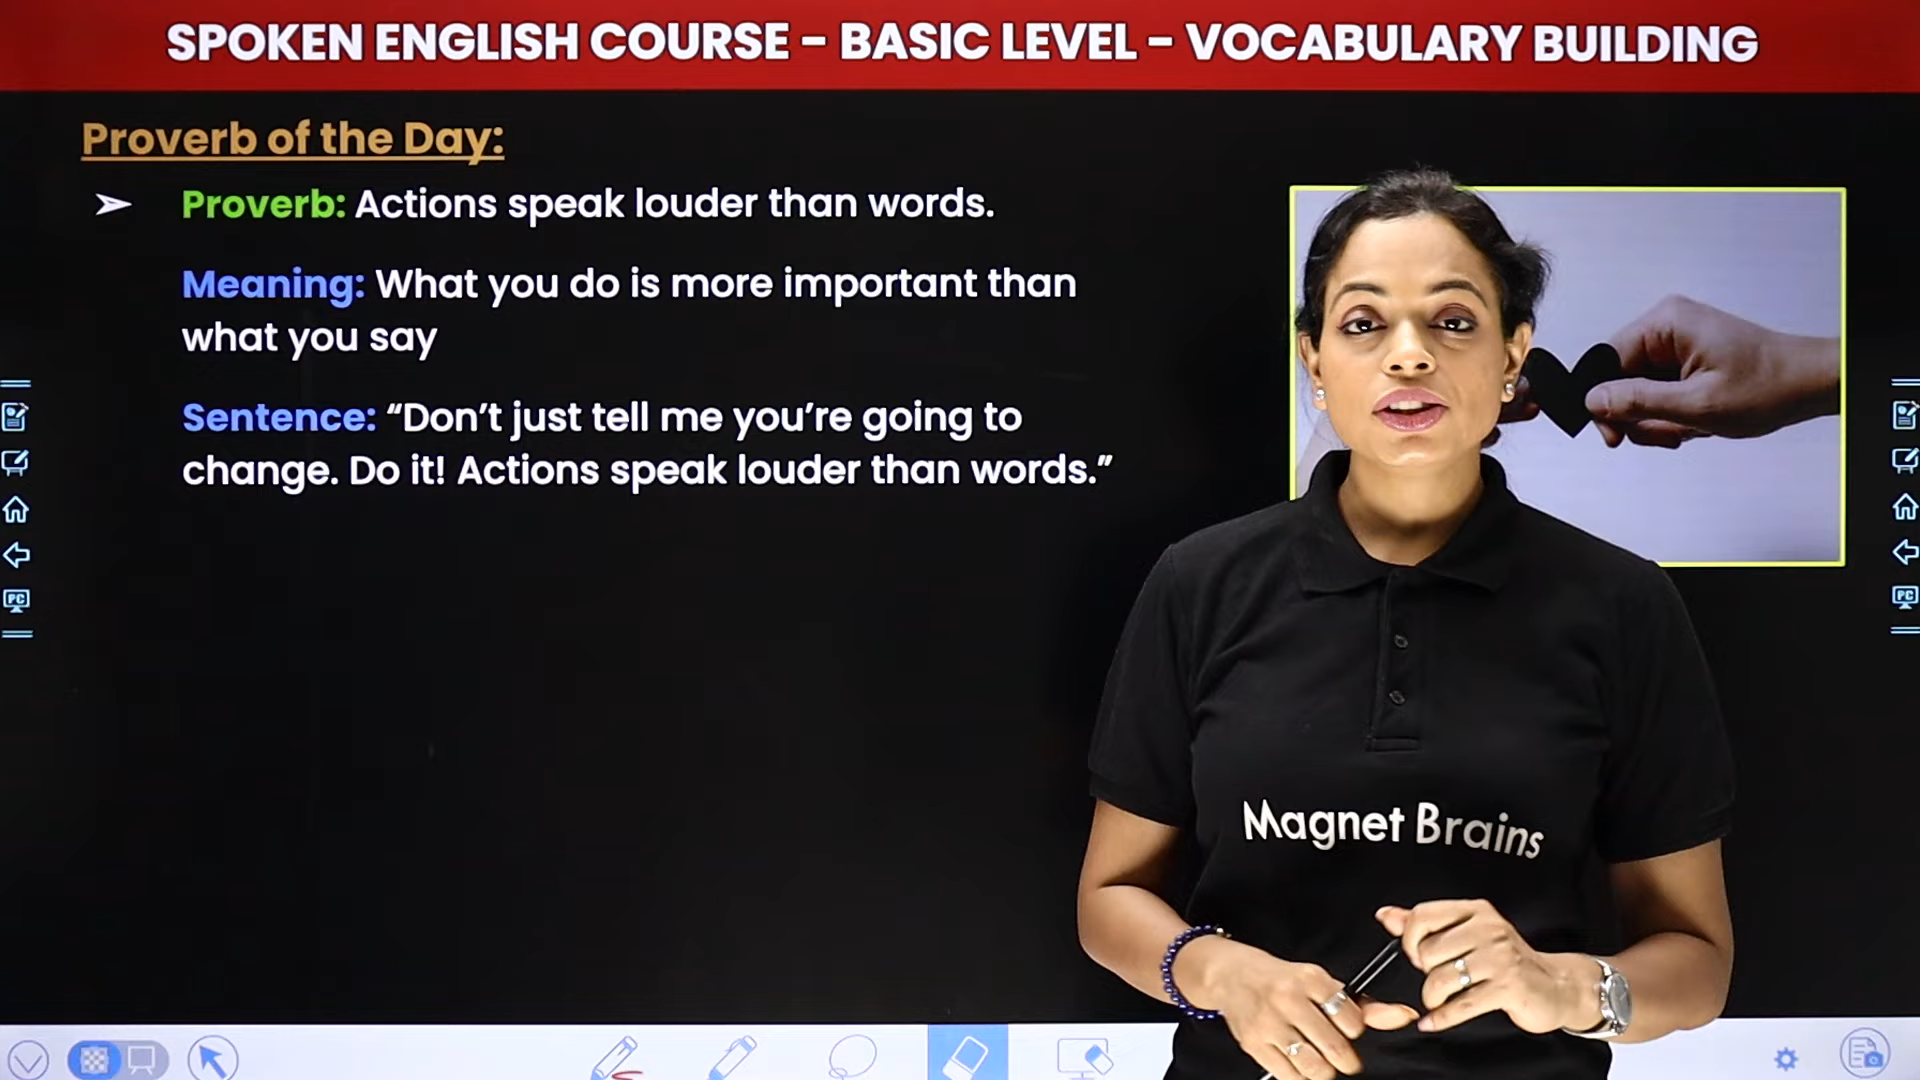 SPOKEN ENGLISH COURSE – BASIC LEVEL – VOCABULARY BUILDING
Proverb of the Day:
➢ Proverb: Actions speak louder than words.
Meaning: What you do is more important than
what you say
Sentence: “Don’t just tell me you’re going to
change. Do it! Actions speak louder than words.”
Magnet Brains
PC
PC